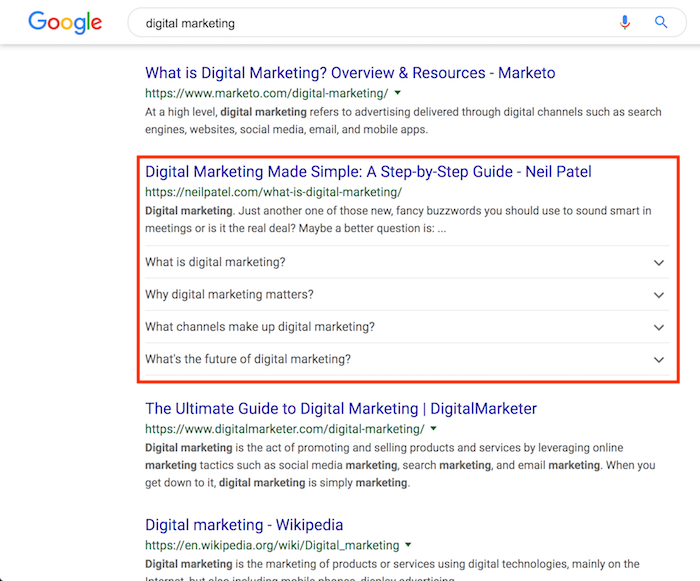 Google
digital marketing
What is Digital Marketing? Overview & Resources - Marketo
https://www.marketo.com/digital-marketing/
At a high level, digital marketing refers to advertising delivered through digital channels such as search
engines, websites, social media, email, and mobile apps.
Digital Marketing Made Simple: A Step-by-Step Guide - Neil Patel
https://neilpatel.com/what-is-digital-marketing/
Digital marketing. Just another one of those new, fancy buzzwords you should use to sound smart in
meetings or is it the real deal? Maybe a better question is: ...
What is digital marketing?
Why digital marketing matters?
What channels make up digital marketing?
What's the future of digital marketing?
The Ultimate Guide to Digital Marketing | DigitalMarketer
https://www.digitalmarketer.com/digital-marketing/
Digital marketing is the act of promoting and selling products and services by leveraging online
marketing tactics such as social media marketing, search marketing, and email marketing. When you
get down to it, digital marketing is simply marketing.
Digital marketing - Wikipedia
https://en.wikipedia.org/wiki/Digital_marketing
Digital marketing is the marketing of products or services using digital technologies, mainly on the
Internet, but also including mobile phones, display advertising